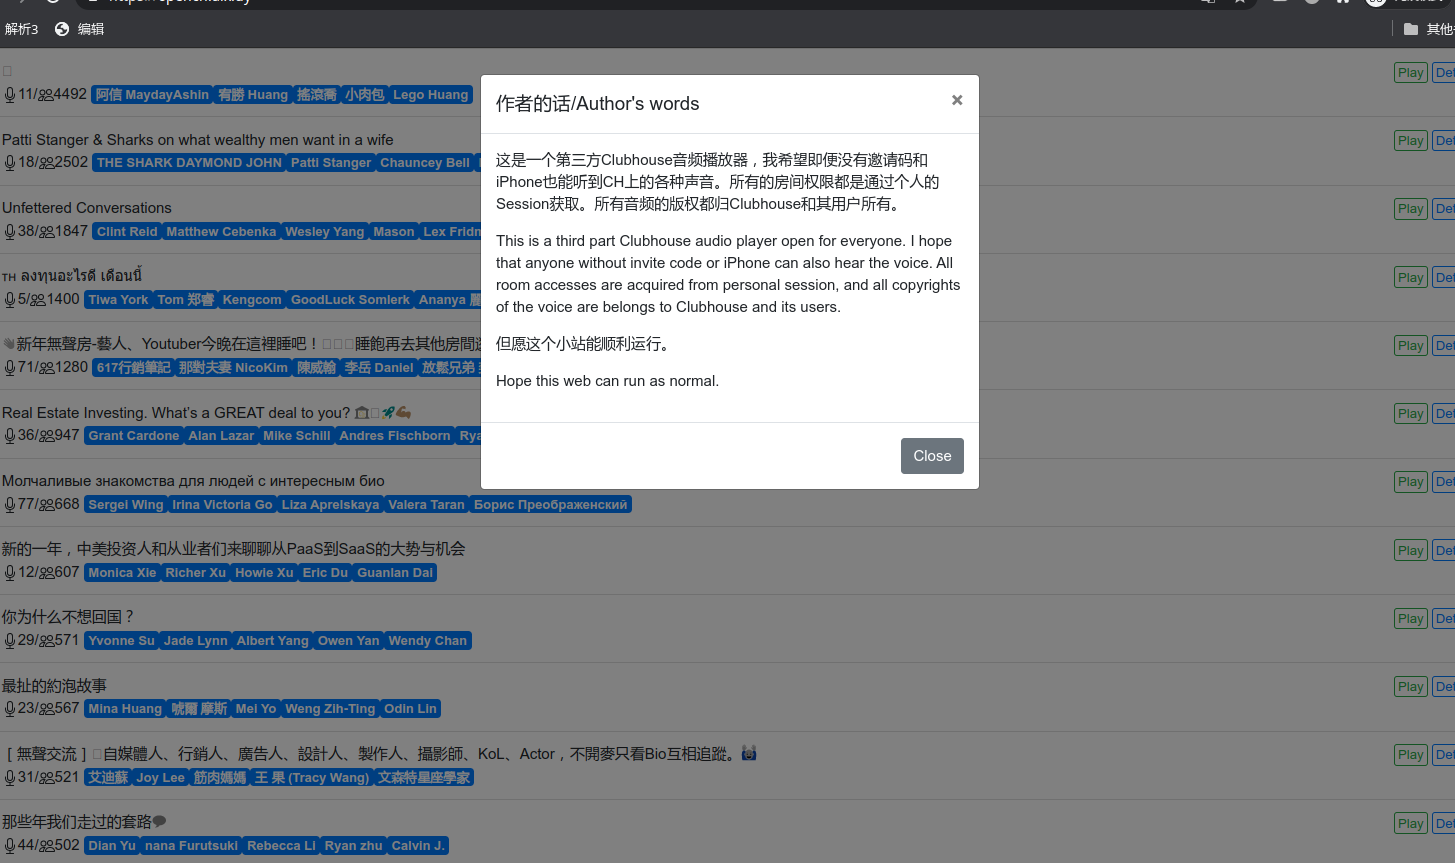 解析3 编辑 其他
Play
11/4492 阿信 MaydayAshin 宥勝 Huang 搖滾喬 小肉包 Lego Huang
作者的话/Author's words ×
这是一个第三方Clubhouse音频播放器，我希望即便没有邀请码和
iPhone也能听到CH上的各种声音。所有的房间权限都是通过个人的
Session获取。所有音频的版权都归Clubhouse和其用户所有。
This is a third part Clubhouse audio player open for everyone. I hope
that anyone without invite code or iPhone can also hear the voice. All
room accesses are acquired from personal session, and all copyrights
of the voice are belongs to Clubhouse and its users.
但愿这个小站能顺利运行。
Hope this web can run as normal.
Close
Patti Stanger & Sharks on what wealthy men want in a wife Play
18/2502 THE SHARK DAYMOND JOHN Patti Stanger Chauncey Bell
Unfettered Conversations Play
38/1847 Clint Reid Matthew Cebenka Wesley Yang Mason Lex Fridm
TH ลงทุนอะไรดี เดือนนี้ Play
5/1400 Tiwa York Tom 郑睿 Kengcom GoodLuck Somlerk Ananya
👋新年無聲房-藝人、Youtuber今晚在這裡睡吧！睡飽再去其他房間 Play
71/1280 617行銷筆記 那對夫妻 NicoKim 陳威翰 李岳 Daniel 放鬆兄弟
Real Estate Investing. What's a GREAT deal to you? 🏛🚀💪🏽 Play
36/947 Grant Cardone Alan Lazar Mike Schill Andres Fischborn Rya
Молчаливые знакомства для людей с интересным био Play
77/668 Sergei Wing Irina Victoria Go Liza Aprelskaya Valera Taran Борис Преображенский
新的一年，中美投资人和从业者们来聊聊从PaaS到SaaS的大势与机会 Play
12/607 Monica Xie Richer Xu Howie Xu Eric Du Guanlan Dai
你为什么不想回国？ Play
29/571 Yvonne Su Jade Lynn Albert Yang Owen Yan Wendy Chan
最扯的約泡故事 Play
23/567 Mina Huang 唬爾 摩斯 Mei Yo Weng Zih-Ting Odin Lin
［無聲交流］自媒體人、行銷人、廣告人、設計人、製作人、攝影師、KoL、Actor，不開麥只看Bio互相追蹤。 Play
31/521 艾迪蘇 Joy Lee 筋肉媽媽 王 果 (Tracy Wang) 文森特星座學家
那些年我们走过的套路💭 Play
44/502 Dian Yu nana Furutsuki Rebecca Li Ryan zhu Calvin J.